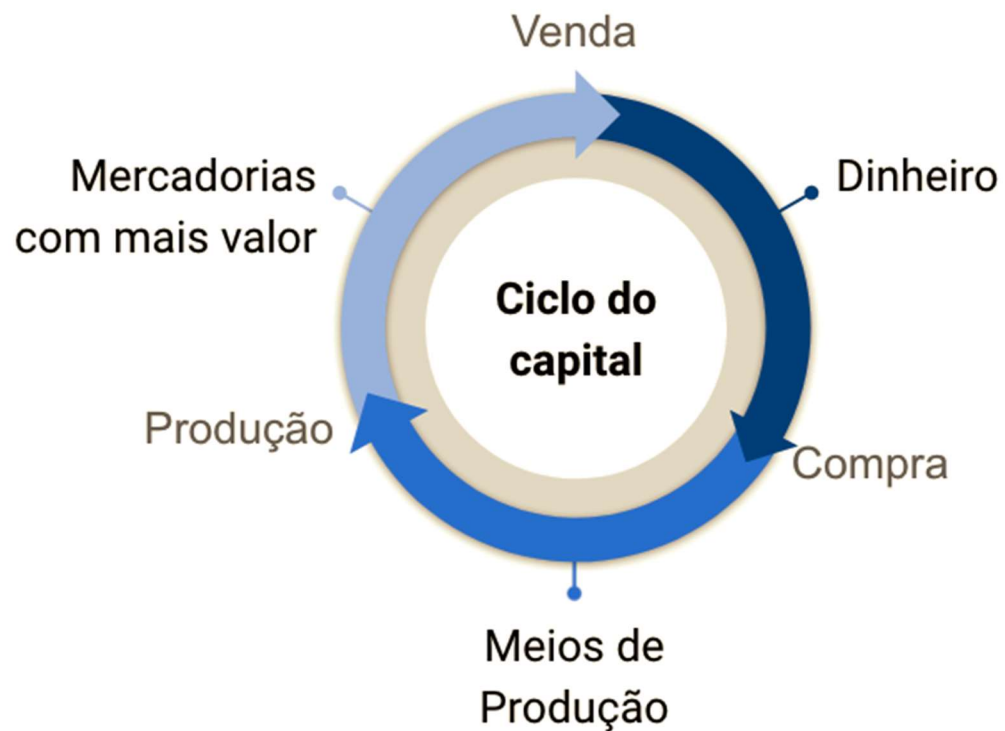 Venda
Mercadorias
com mais valor
Dinheiro
Ciclo do
capital
Produção
Compra
Meios de
Produção